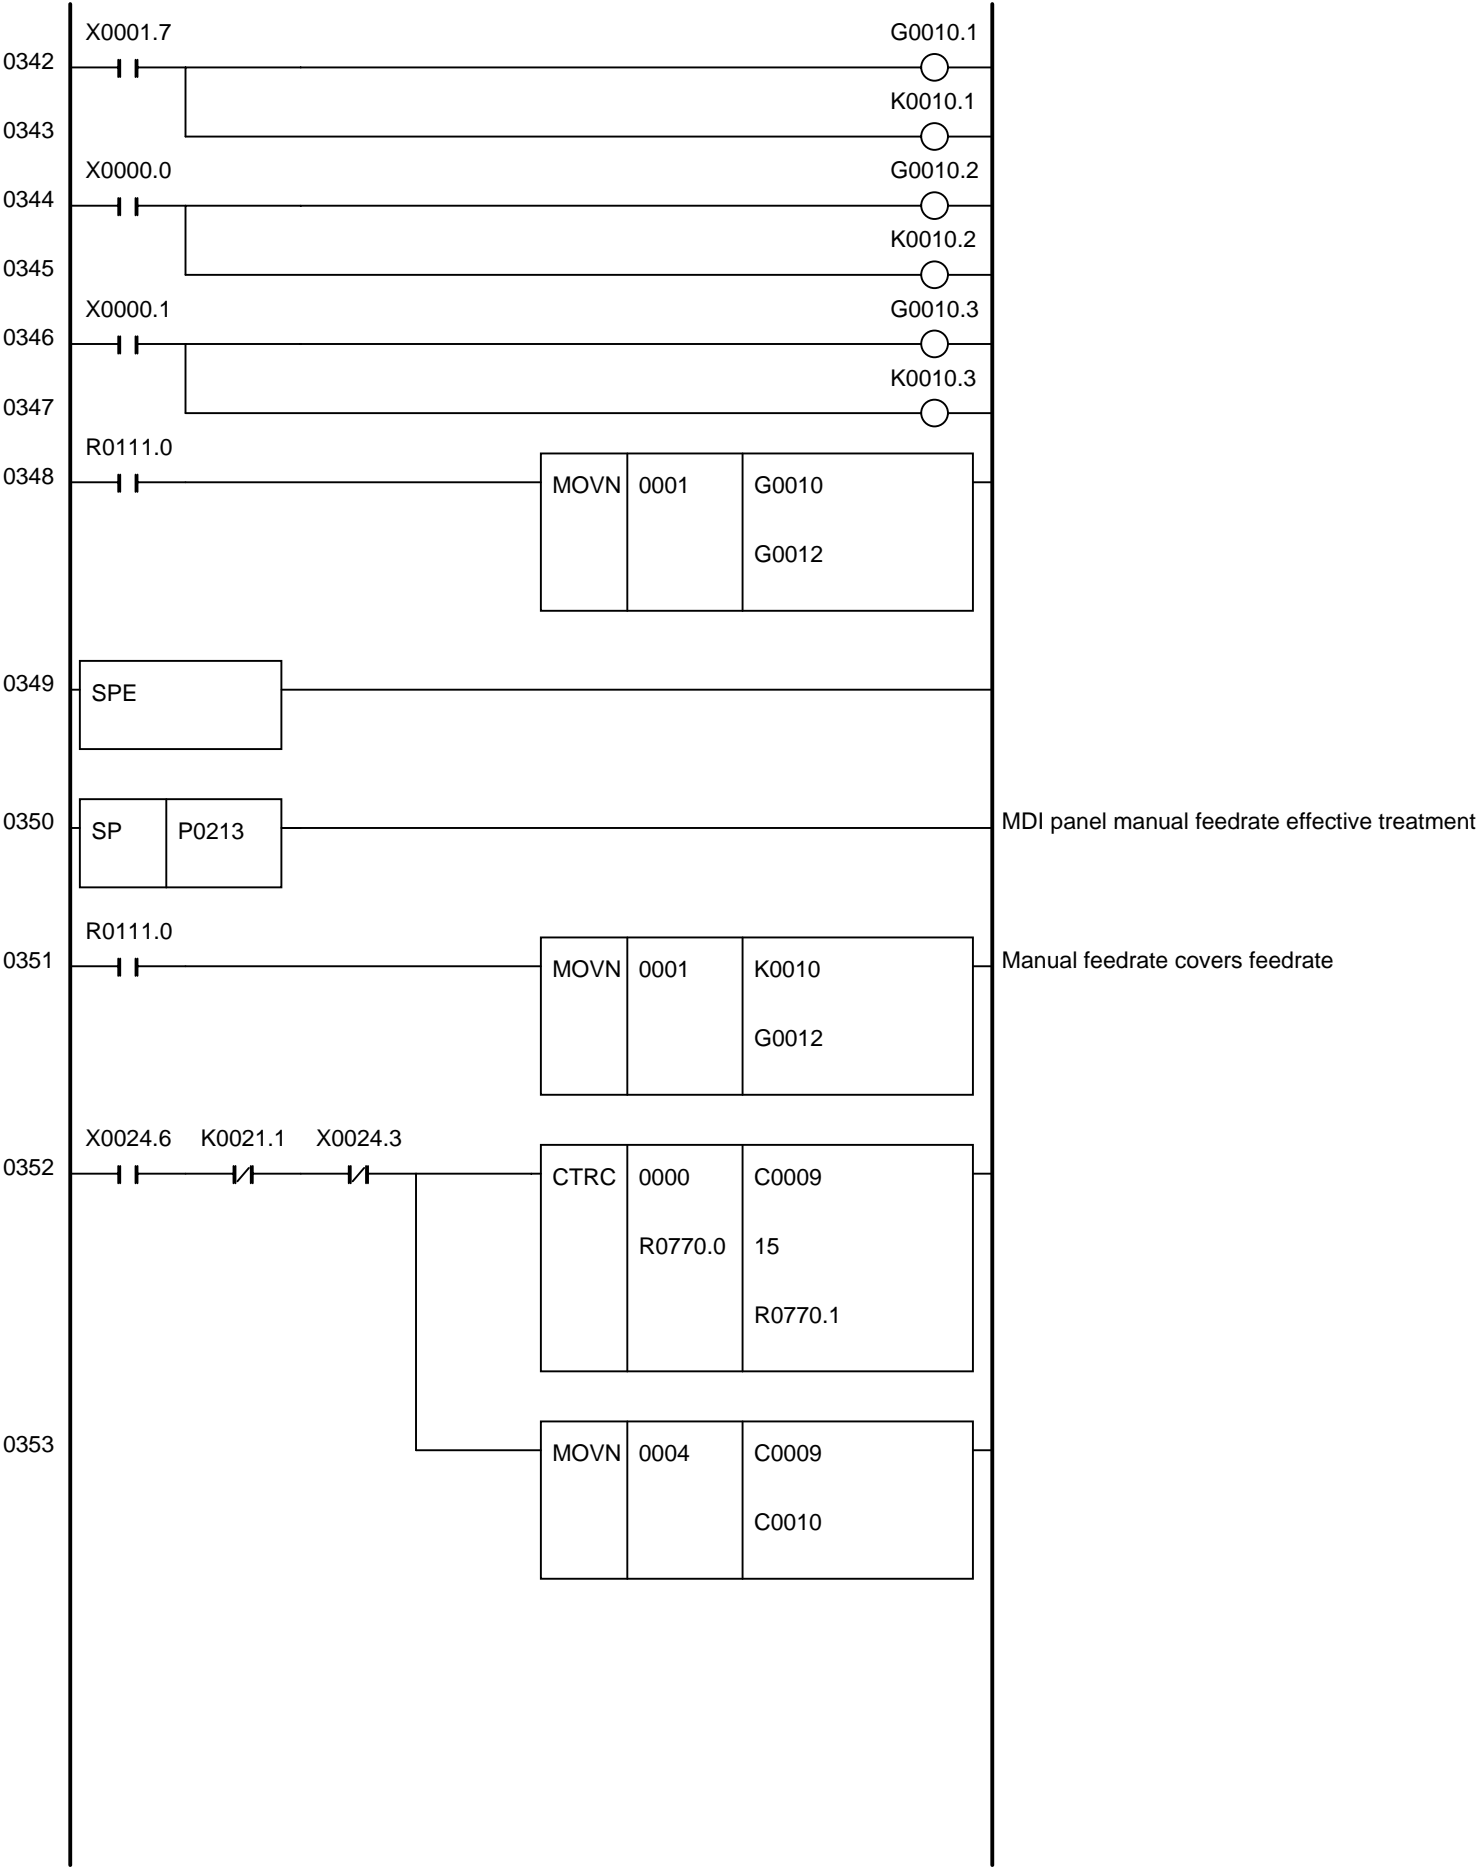 X0001.7 G0010.1
0342
K0010.1
0343
X0000.0 G0010.2
0344
K0010.2
0345
X0000.1 G0010.3
0346
K0010.3
0347
R0111.0
0348 MOVN 0001 G0010
G0012
0349 SPE
0350 SP P0213 MDI panel manual feedrate effective treatment
R0111.0
0351 MOVN 0001 K0010 Manual feedrate covers feedrate
G0012
X0024.6 K0021.1 X0024.3
0352 CTRC 0000 C0009
R0770.0 15
R0770.1
0353 MOVN 0004 C0009
C0010